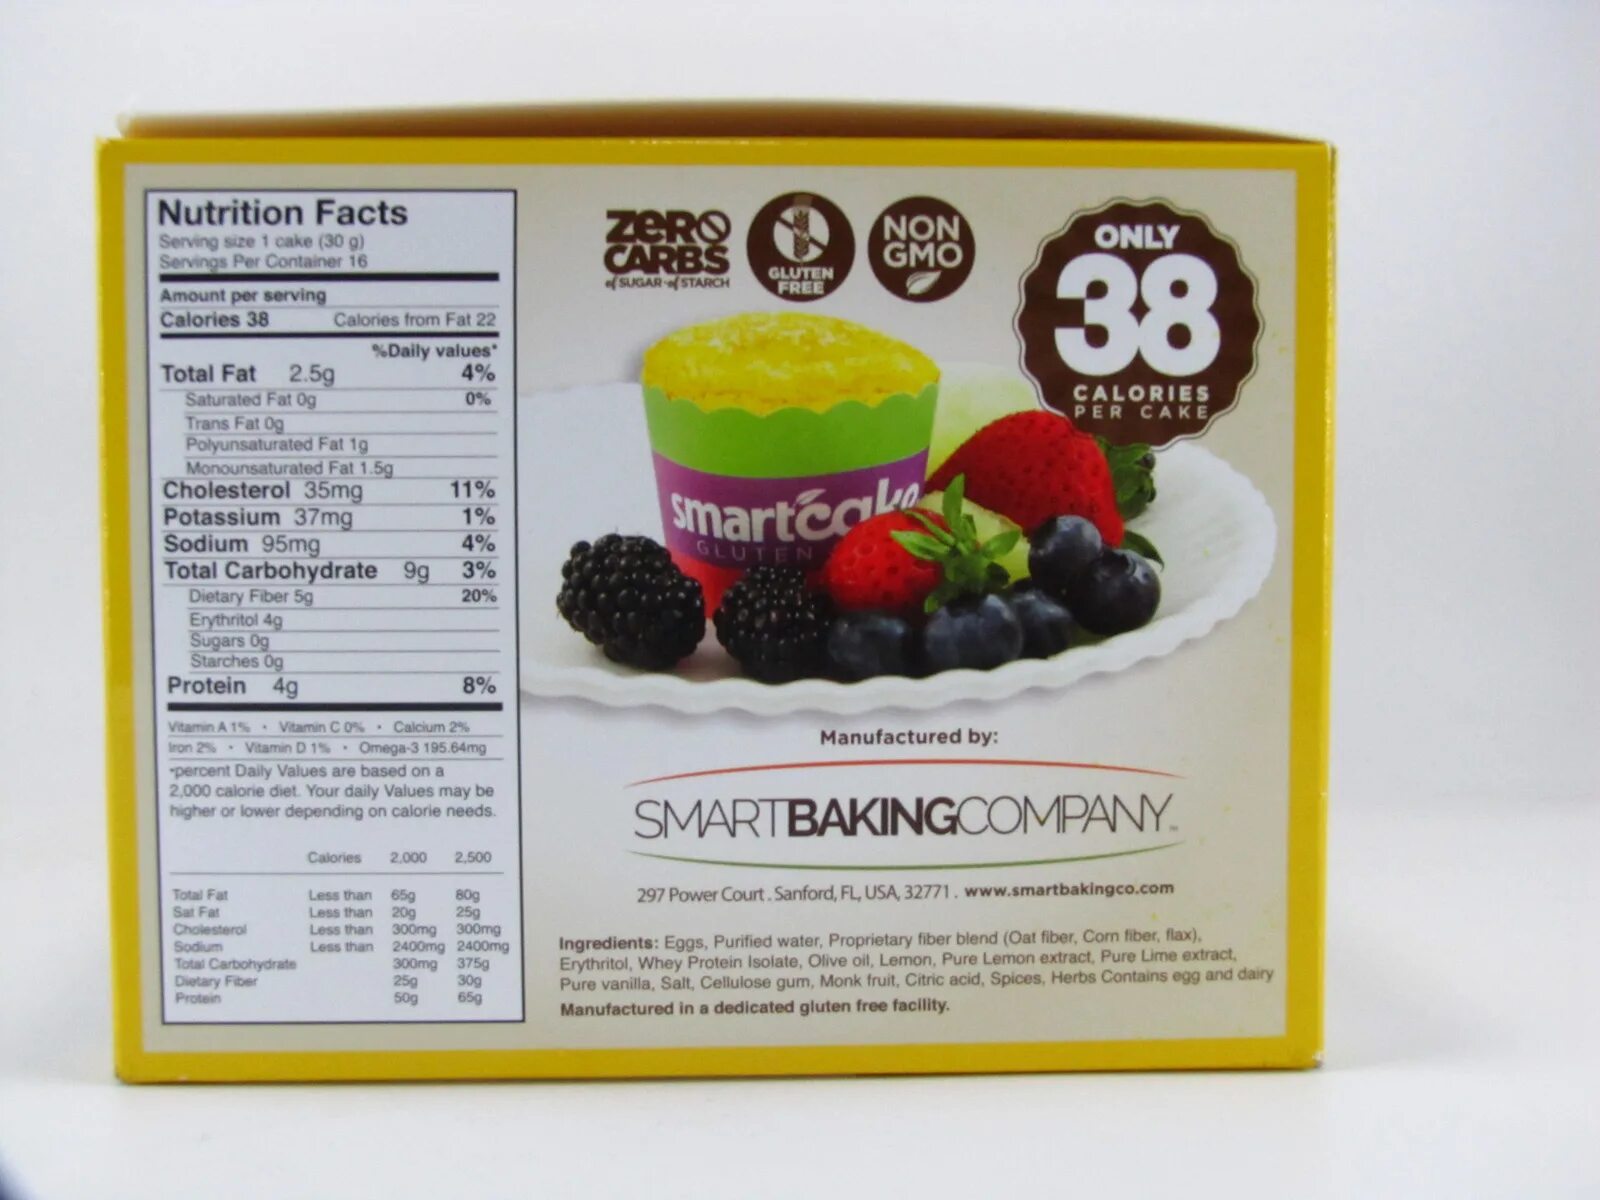 Nutrition Facts
Serving size 1 cake (30 g)
Servings Per Container 16
Amount per serving
Calories 38 Calories from Fat 22
%Daily values*
Total Fat 2.5g 4%
Saturated Fat 0g 0%
Trans Fat 0g
Polyunsaturated Fat 1g
Monounsaturated Fat 1.5g
Cholesterol 35mg 11%
Potassium 37mg 1%
Sodium 95mg 4%
Total Carbohydrate 9g 3%
Dietary Fiber 5g 20%
Erythritol 4g
Sugars 0g
Starches 0g
Protein 4g 8%
Vitamin A 1% • Vitamin C 0% • Calcium 2%
Iron 2% • Vitamin D 1% • Omega-3 195.64mg
*percent Daily Values are based on a
2,000 calorie diet. Your daily Values may be
higher or lower depending on calorie needs.
Calories 2,000 2,500
Total Fat Less than 65g 80g
Sat Fat Less than 20g 25g
Cholesterol Less than 300mg 300mg
Sodium Less than 2400mg 2400mg
Total Carbohydrate 300mg 375g
Dietary Fiber 25g 30g
Protein 50g 65g
ZERO
CARBS
of SUGAR - of STARCH
GLUTEN
FREE
NON
GMO
ONLY
38
CALORIES
PER CAKE
smartcake
GLUTEN
Manufactured by:
SMARTBAKINGCOMPANY™
297 Power Court . Sanford, FL, USA, 32771 . www.smartbakingco.com
Ingredients: Eggs, Purified water, Proprietary fiber blend (Oat fiber, Corn fiber, flax),
Erythritol, Whey Protein Isolate, Olive oil, Lemon, Pure Lemon extract, Pure Lime extract,
Pure vanilla, Salt, Cellulose gum, Monk fruit, Citric acid, Spices, Herbs Contains egg and dairy
Manufactured in a dedicated gluten free facility.